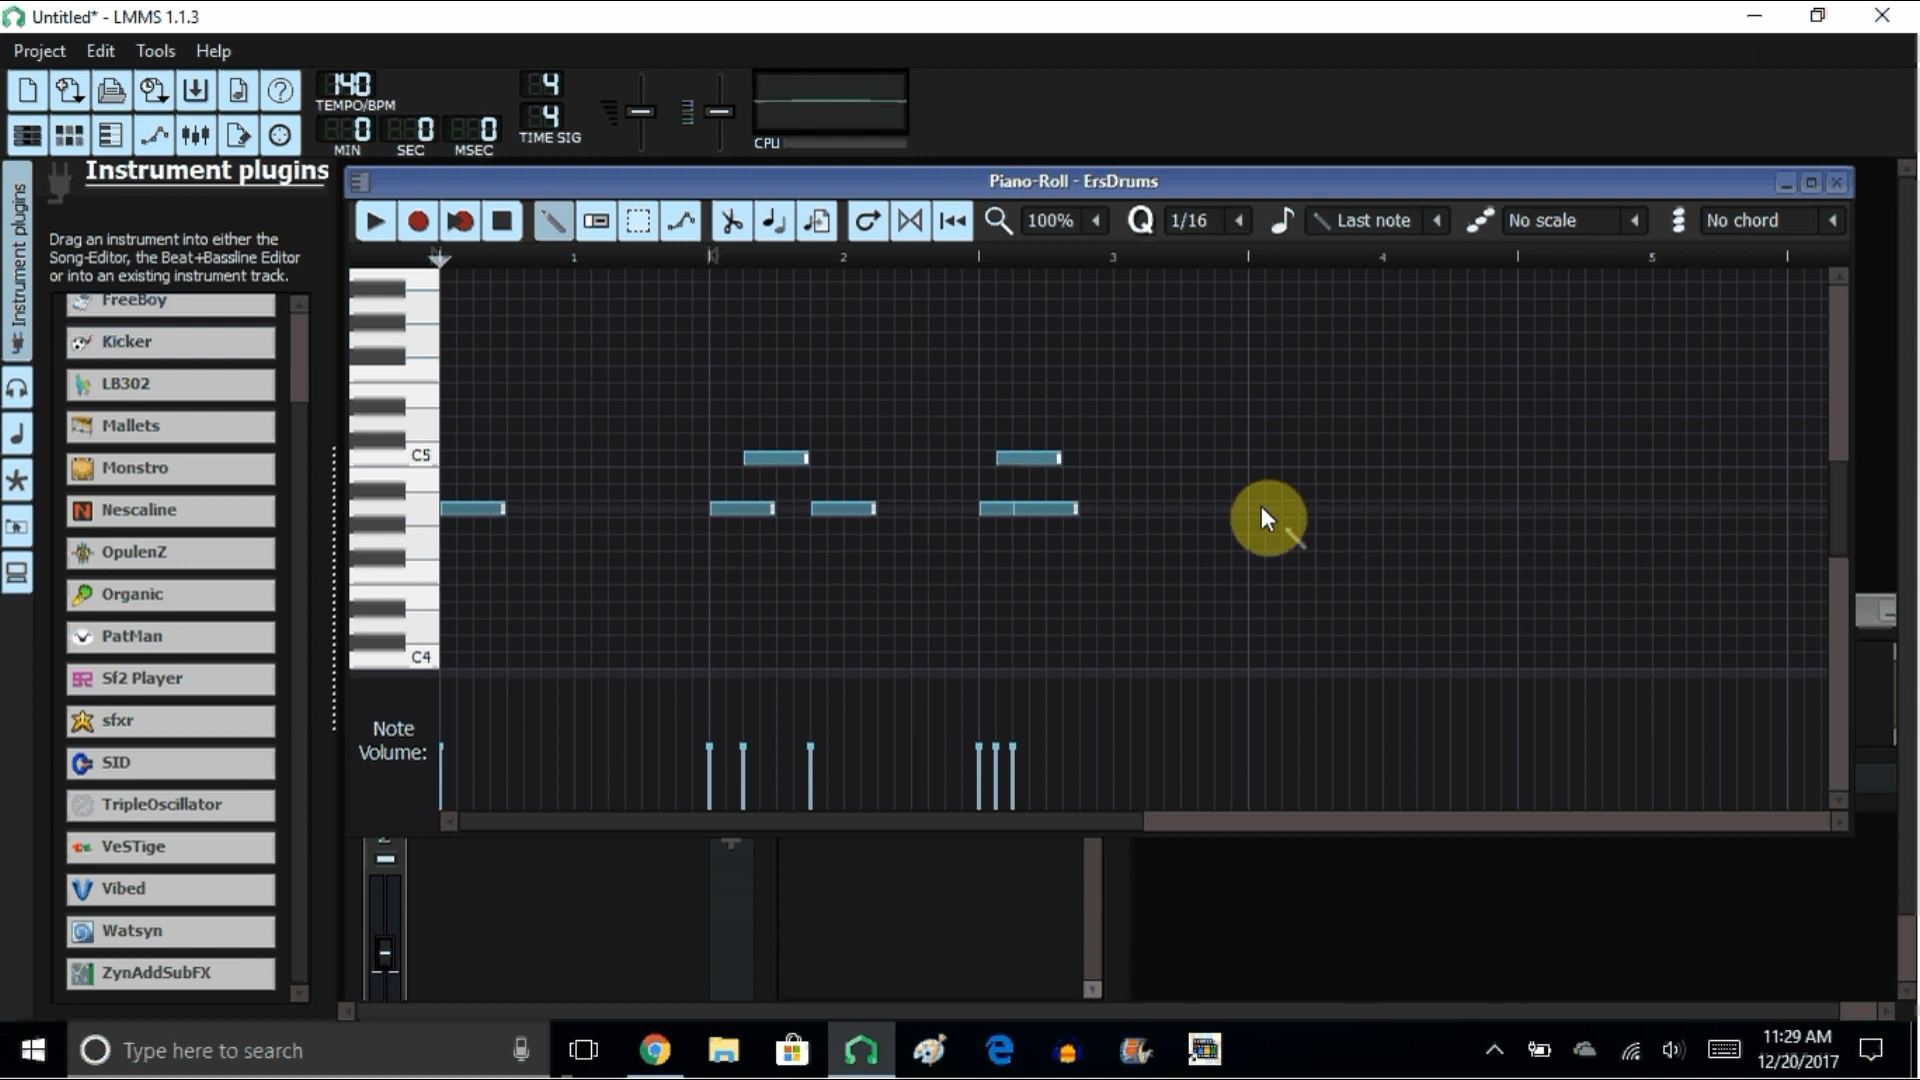 Untitled* - LMMS 1.1.3
Project Edit Tools Help
140
TEMPO/BPM
0 0 0
MIN SEC MSEC
4
4
TIME SIG
CPU
Instrument plugins
Instrument plugins
Drag an instrument into either the
Song-Editor, the Beat+Bassline Editor
or into an existing instrument track.
FreeBoy
Kicker
LB302
Mallets
Monstro
Nescaline
OpulenZ
Organic
PatMan
Sf2 Player
sfxr
SID
TripleOscillator
VeSTige
Vibed
Watsyn
ZynAddSubFX
Piano-Roll - ErsDrums
100% Q 1/16 Last note No scale No chord
1 2 3 4 5
C5
C4
Note
Volume:
Type here to search
11:29 AM
12/20/2017